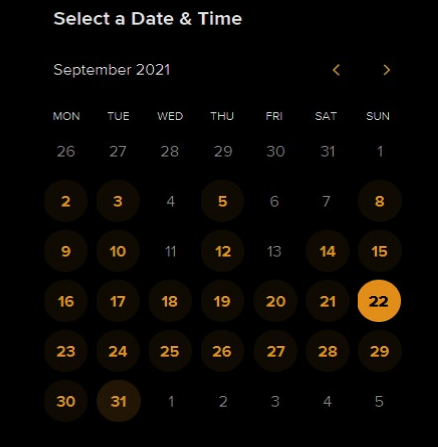 Select a Date & Time
September 2021
MON TUE WED THU FRI SAT SUN
26 27 28 29 30 31 1
2 3 4 5 6 7 8
9 10 11 12 13 14 15
16 17 18 19 20 21 22
23 24 25 26 27 28 29
30 31 1 2 3 4 5